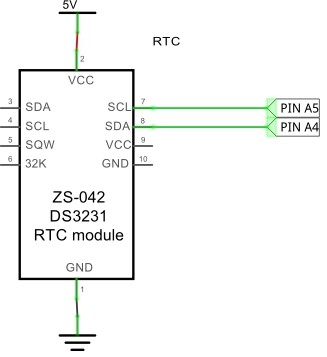 5V
RTC
2
VCC
3 SDA SCL 7 PIN A5
4 SCL SDA 8 PIN A4
5 SQW VCC 9
6 32K GND 10
ZS-042
DS3231
RTC module
GND
1